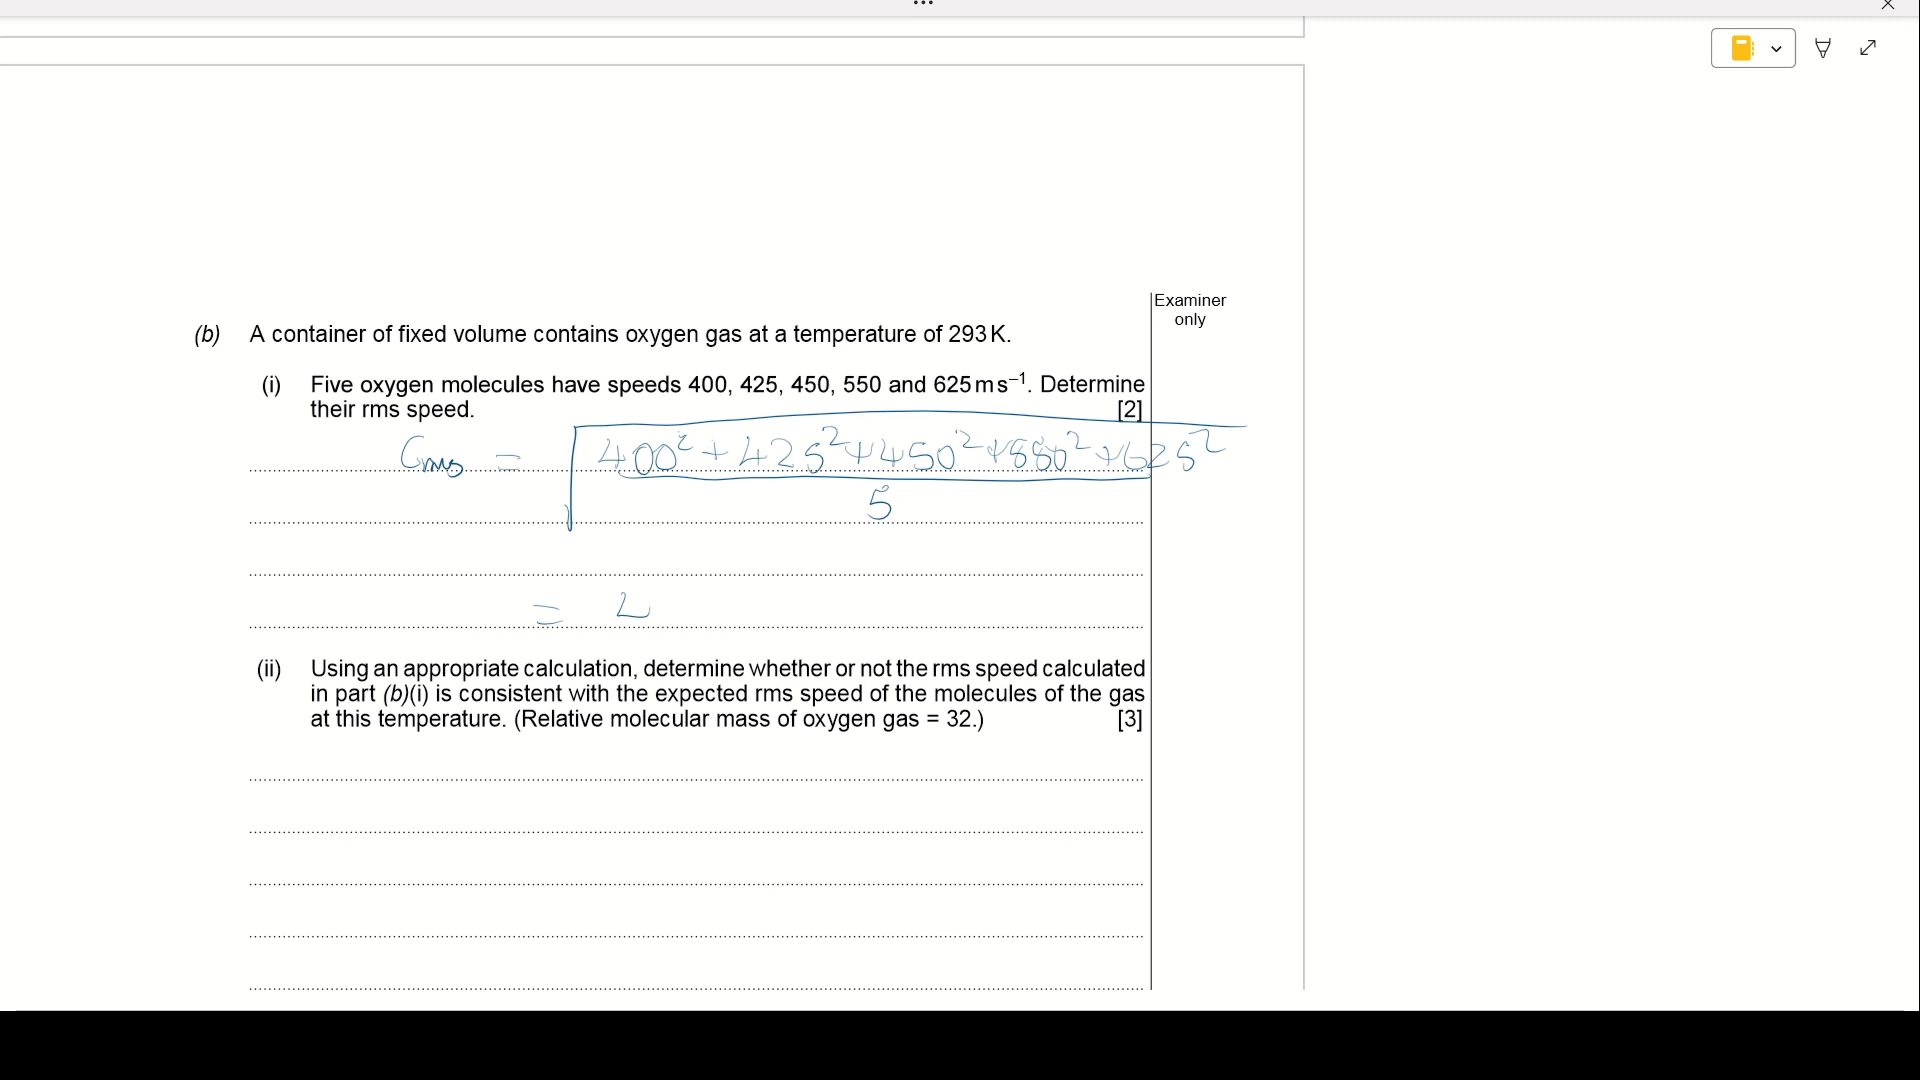 Examiner
only
(b) A container of fixed volume contains oxygen gas at a temperature of 293 K.
(i) Five oxygen molecules have speeds 400, 425, 450, 550 and 625 m s⁻¹. Determine
their rms speed. [2]
Crms = √ 400² + 425² + 450² + 550² + 625²
5
= 4
(ii) Using an appropriate calculation, determine whether or not the rms speed calculated
in part (b)(i) is consistent with the expected rms speed of the molecules of the gas
at this temperature. (Relative molecular mass of oxygen gas = 32.) [3]